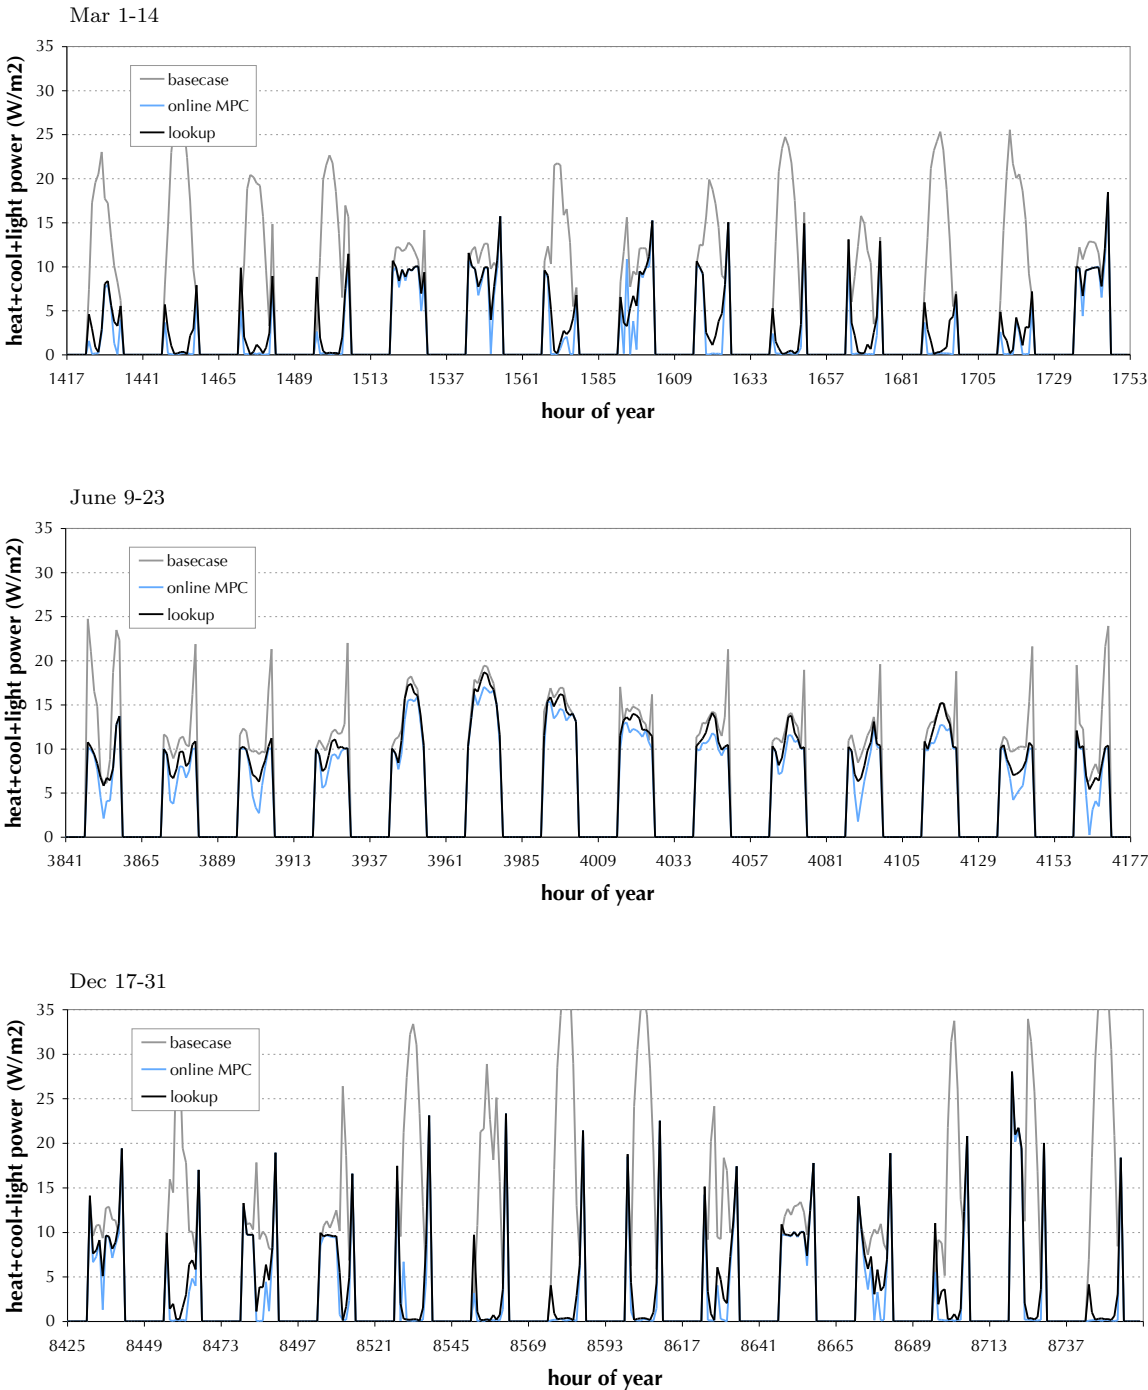 Mar 1-14
heat+cool+light power (W/m2)
35
30
25
20
15
10
5
0
basecase
online MPC
lookup
1417 1441 1465 1489 1513 1537 1561 1585 1609 1633 1657 1681 1705 1729 1753
hour of year
June 9-23
heat+cool+light power (W/m2)
35
30
25
20
15
10
5
0
basecase
online MPC
lookup
3841 3865 3889 3913 3937 3961 3985 4009 4033 4057 4081 4105 4129 4153 4177
hour of year
Dec 17-31
heat+cool+light power (W/m2)
35
30
25
20
15
10
5
0
basecase
online MPC
lookup
8425 8449 8473 8497 8521 8545 8569 8593 8617 8641 8665 8689 8713 8737
hour of year